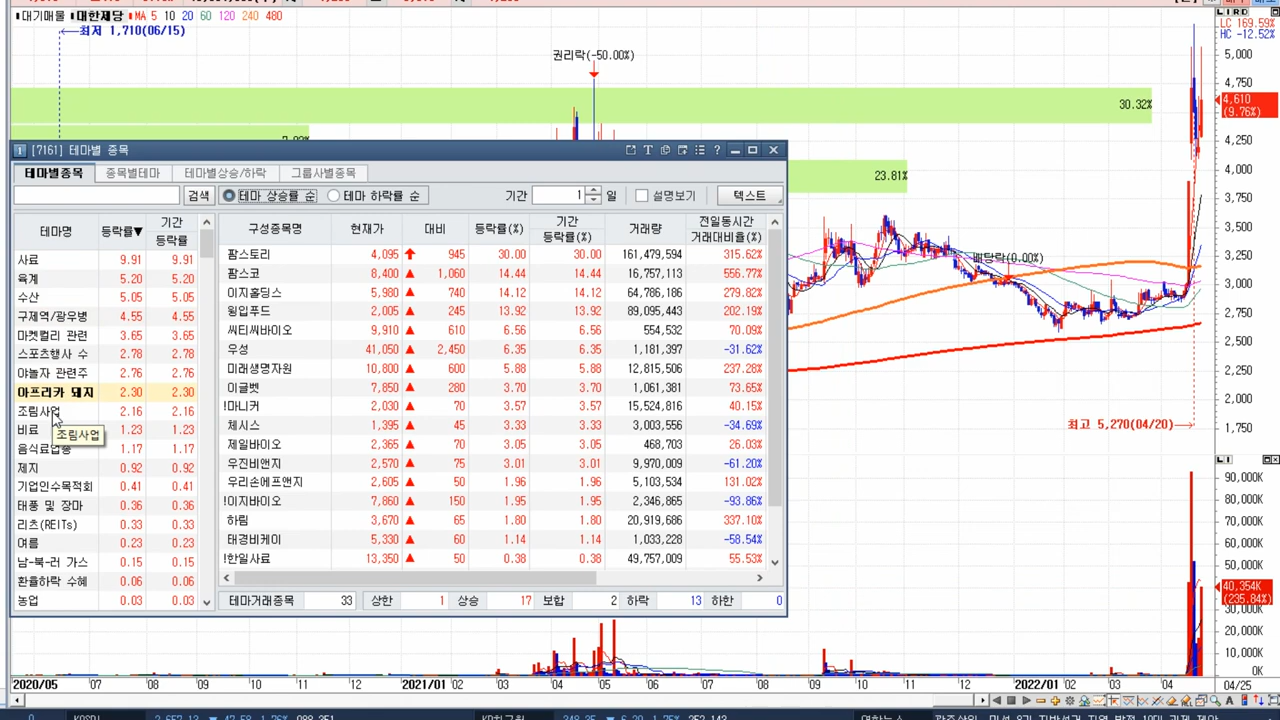 대기매물 대한제당 MA 5 10 20 60 120 240 480
LIRD
LC 169.59%
HC -12.52%
최저 1,710(06/15)
권리락(-50.00%)
5,000
4,750
30.32%
4,610
(9.76%)
4,250
4,000
23.81%
3,750
3,500
3,250
배당락(0.00%)
3,000
2,750
2,500
2,250
2,000
최고 5,270(04/20)
1,750
[7161] 테마별 종목
테마별종목 종목별테마 테마별상승/하락 그룹사별종목
검색 테마 상승률 순 테마 하락률 순 기간 1 일 설명보기 텍스트
테마명 등락률▼ 기간 등락률
사료 9.91 9.91
육계 5.20 5.20
수산 5.05 5.05
구제역/광우병 4.55 4.55
마켓컬리 관련 3.65 3.65
스포츠행사 수 2.78 2.78
야놀자 관련주 2.76 2.76
아프리카 돼지 2.30 2.30
조림사업 2.16 2.16
비료 1.23 1.23
조림사업
음식료업종 1.17 1.17
제지 0.92 0.92
기업인수목적회 0.41 0.41
태풍 및 장마 0.36 0.36
리츠(REITs) 0.33 0.33
여름 0.23 0.23
남-북-러 가스 0.15 0.15
환율하락 수혜 0.06 0.06
농업 0.03 0.03
구성종목명 현재가 대비 등락률(%) 기간 등락률(%) 거래량 전일동시간 거래대비율(%)
팜스토리 4,095 945 30.00 30.00 161,479,594 315.62%
팜스코 8,400 ▲ 1,060 14.44 14.44 16,757,113 556.77%
이지홀딩스 5,980 ▲ 740 14.12 14.12 64,786,186 279.82%
윙입푸드 2,005 ▲ 245 13.92 13.92 89,095,443 202.19%
씨티씨바이오 9,910 ▲ 610 6.56 6.56 554,532 70.09%
우성 41,050 ▲ 2,450 6.35 6.35 1,181,397 -31.62%
미래생명자원 10,800 ▲ 600 5.88 5.88 12,815,506 237.28%
이글벳 7,850 ▲ 280 3.70 3.70 1,061,381 73.65%
!마니커 2,030 ▲ 70 3.57 3.57 15,524,816 40.15%
체시스 1,395 ▲ 45 3.33 3.33 3,003,556 -34.69%
제일바이오 2,365 ▲ 70 3.05 3.05 468,703 26.03%
우진비앤지 2,570 ▲ 75 3.01 3.01 9,970,009 -61.20%
우리손에프앤지 2,605 ▲ 50 1.96 1.96 5,103,534 131.02%
!이지바이오 7,860 ▲ 150 1.95 1.95 2,346,865 -93.86%
하림 3,670 ▲ 65 1.80 1.80 20,919,686 337.10%
태경비케이 5,330 ▲ 60 1.14 1.14 1,033,228 -58.54%
!한일사료 13,350 ▲ 50 0.38 0.38 49,757,009 55.53%
테마거래종목 33 상한 1 상승 17 보합 2 하락 13 하한 0
90,000K
80,000K
70,000K
60,000K
50,000K
40,354K
(235.84%)
30,000K
20,000K
10,000K
0K
2020/05 07 08 09 10 11 12 2021/01 02 03 04 05 06 07 08 09 10 11 12 2022/01 02 03 04 04/25